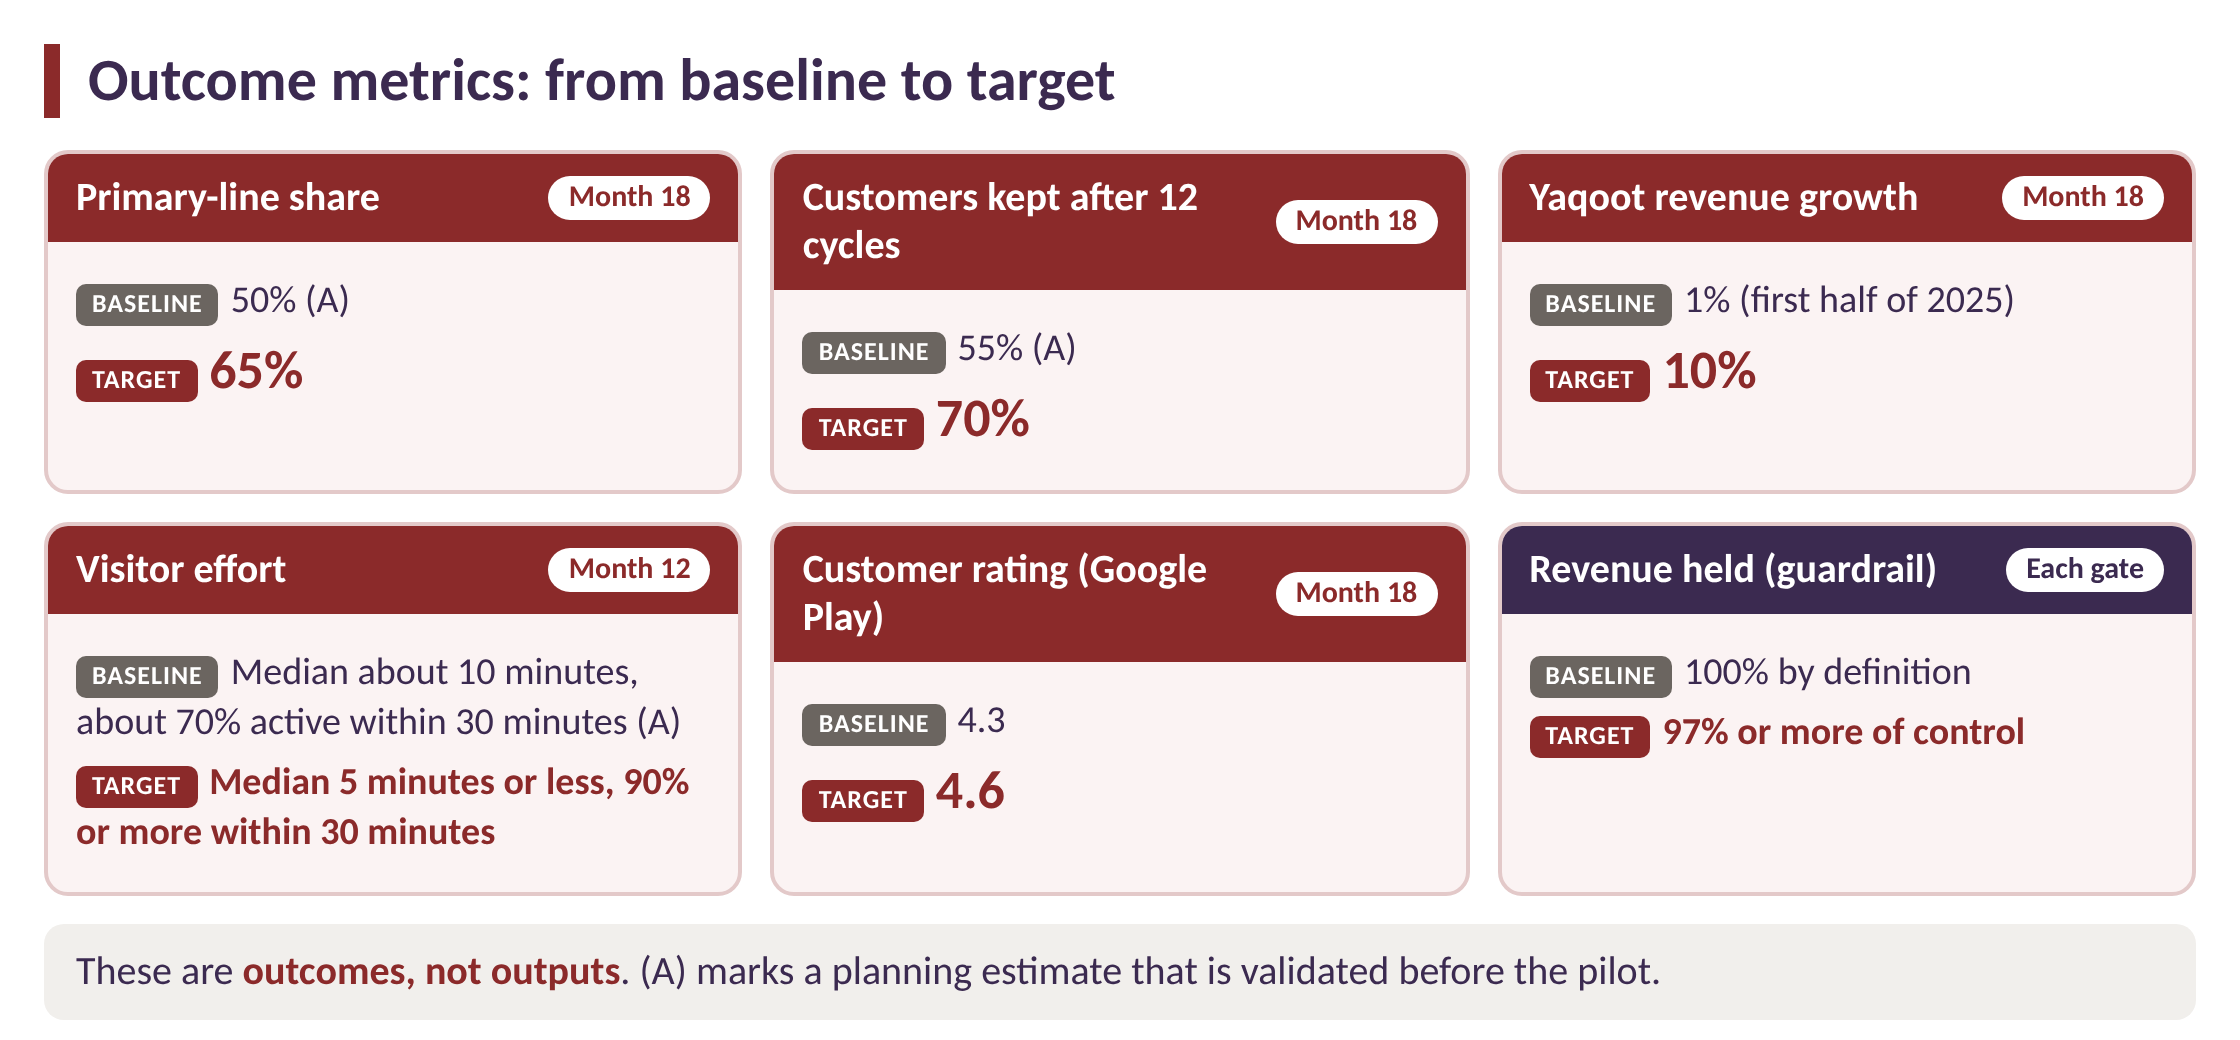 Outcome metrics: from baseline to target
Primary-line share
Month 18
BASELINE 50% (A)
TARGET 65%
Customers kept after 12
cycles
Month 18
BASELINE 55% (A)
TARGET 70%
Yaqoot revenue growth
Month 18
BASELINE 1% (first half of 2025)
TARGET 10%
Visitor effort
Month 12
BASELINE Median about 10 minutes,
about 70% active within 30 minutes (A)
TARGET Median 5 minutes or less, 90%
or more within 30 minutes
Customer rating (Google
Play)
Month 18
BASELINE 4.3
TARGET 4.6
Revenue held (guardrail)
Each gate
BASELINE 100% by definition
TARGET 97% or more of control
These are outcomes, not outputs. (A) marks a planning estimate that is validated before the pilot.